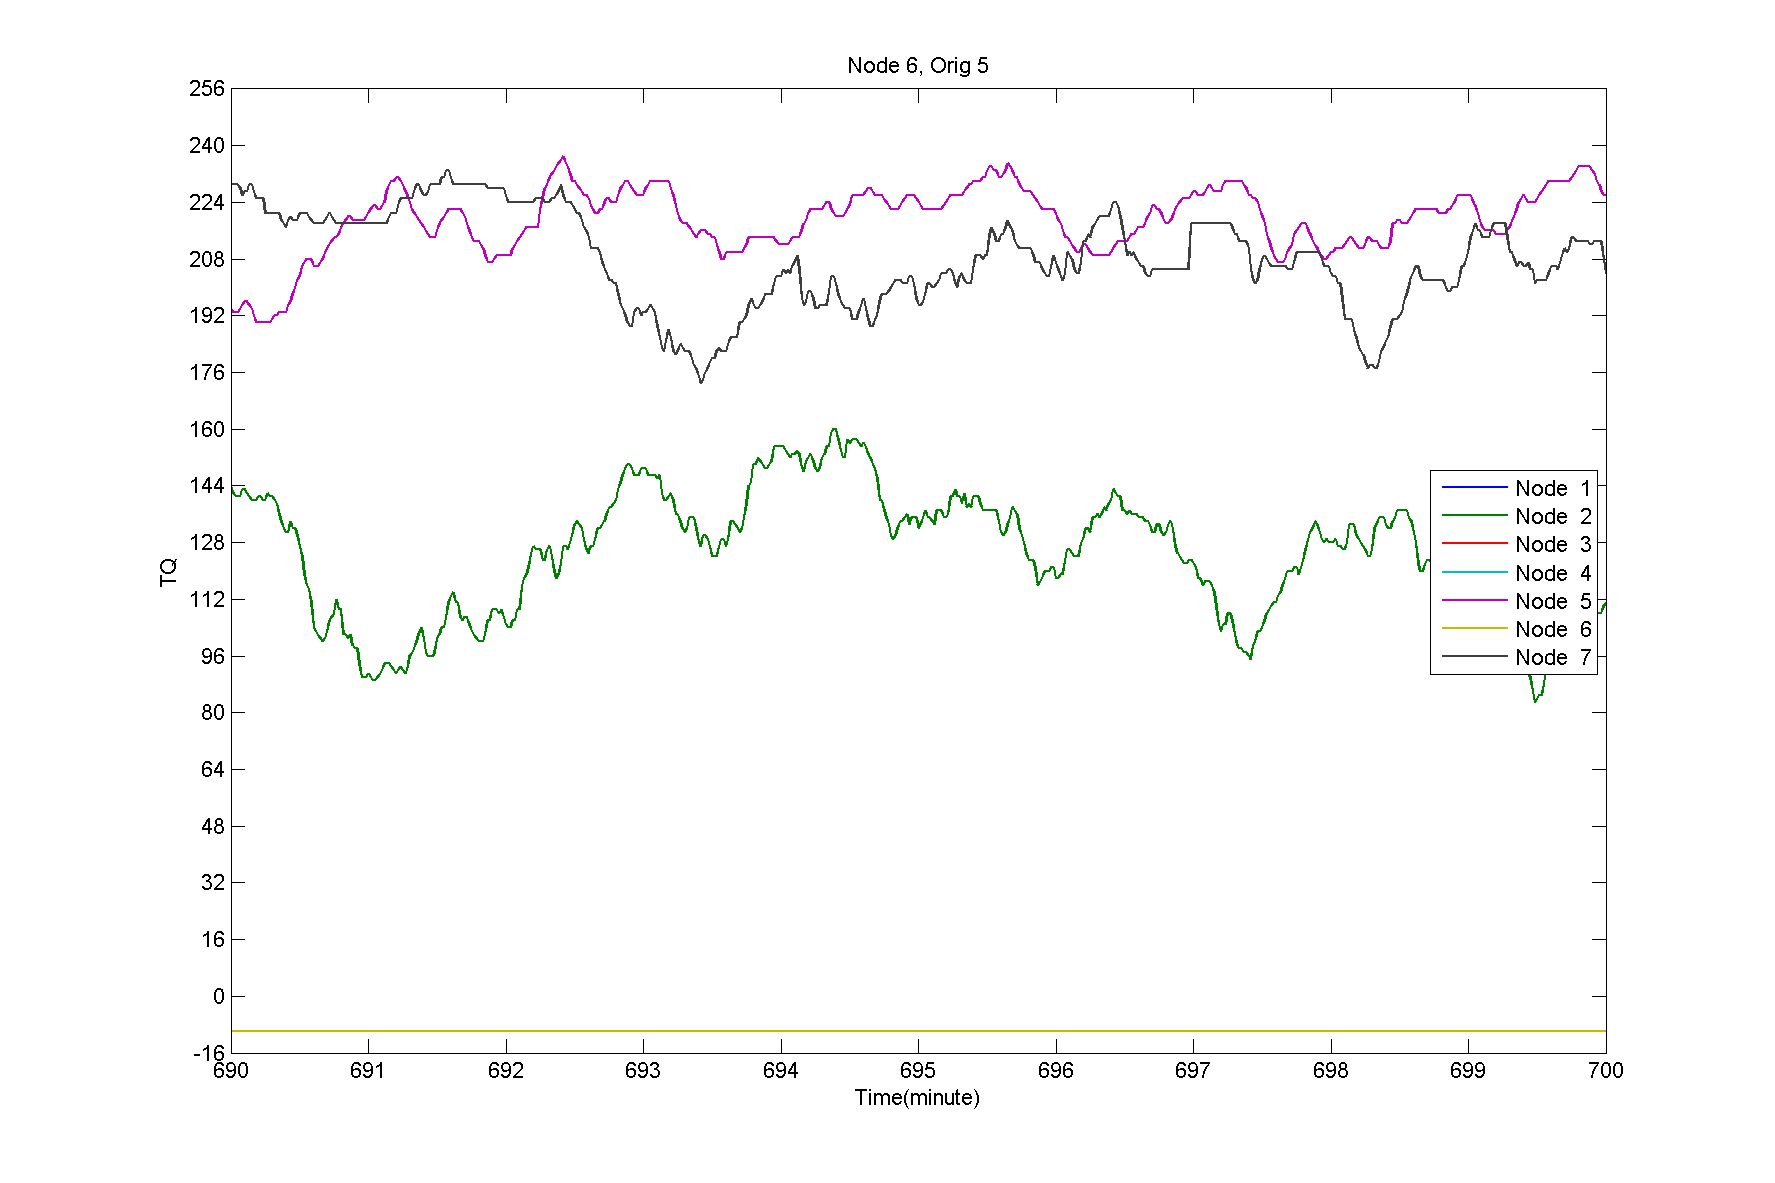 Node 6, Orig 5
256
240
224
208
192
176
160
144
128
112
96
80
64
48
32
16
0
-16
TQ
Node 1
Node 2
Node 3
Node 4
Node 5
Node 6
Node 7
690 691 692 693 694 695 696 697 698 699 700
Time(minute)